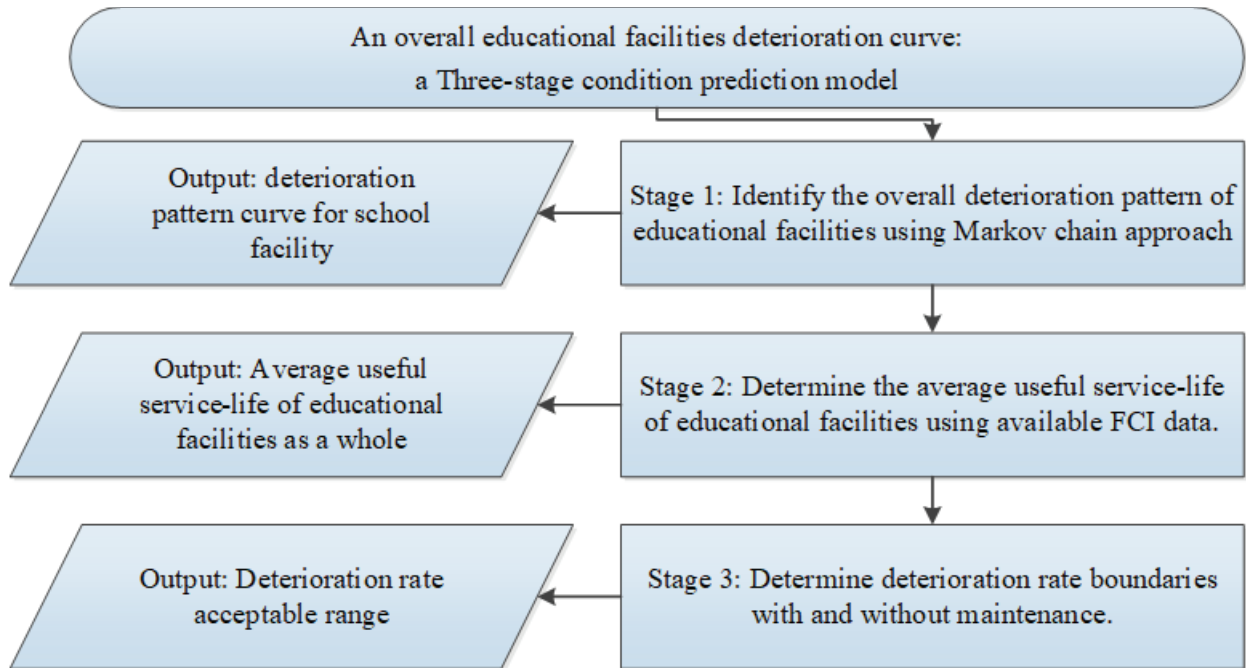 An overall educational facilities deterioration curve:
a Three-stage condition prediction model
Output: deterioration
pattern curve for school
facility
Stage 1: Identify the overall deterioration pattern of
educational facilities using Markov chain approach
Output: Average useful
service-life of educational
facilities as a whole
Stage 2: Determine the average useful service-life
of educational facilities using available FCI data.
Output: Deterioration rate
acceptable range
Stage 3: Determine deterioration rate boundaries
with and without maintenance.